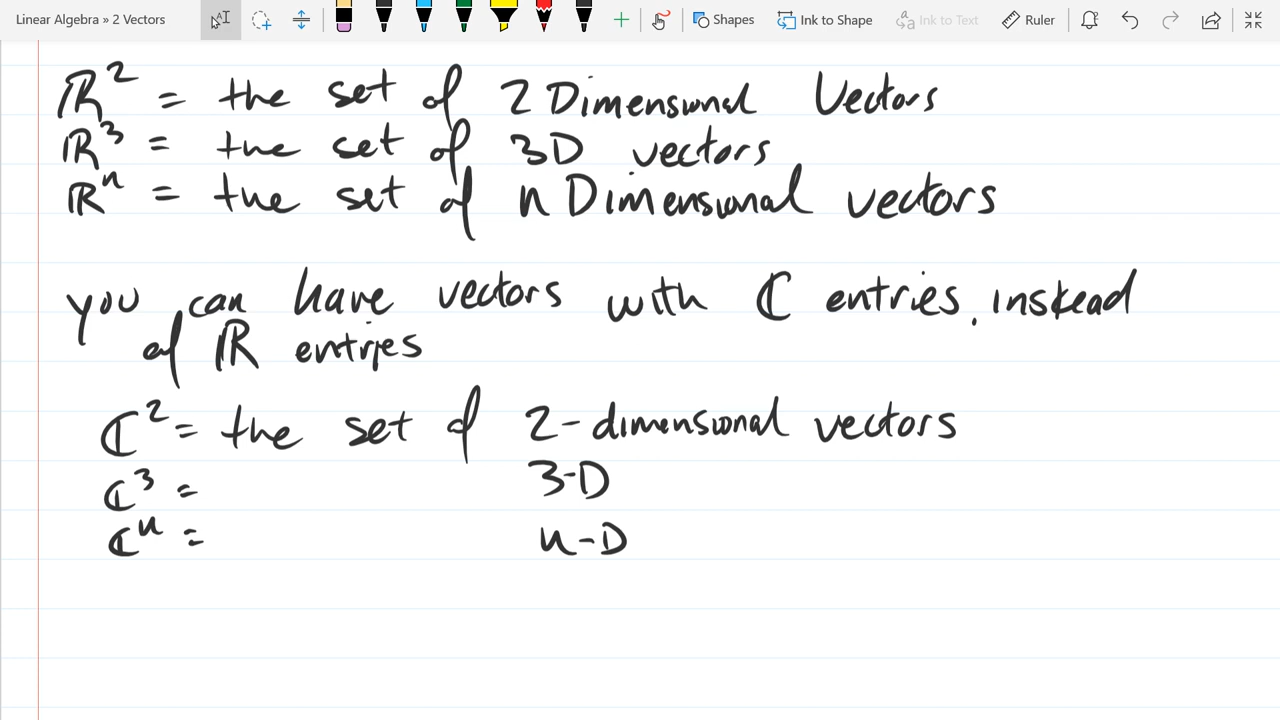 Linear Algebra » 2 Vectors
Shapes
Ink to Shape
Ink to Text
Ruler
ℝ² = the set of 2 Dimensional Vectors
ℝ³ = the set of 3D vectors
ℝⁿ = the set of n Dimensional vectors
you can have vectors with ℂ entries, instead
of ℝ entries
ℂ² = the set of 2-dimensional vectors
ℂ³ = 3-D
ℂⁿ = n-D